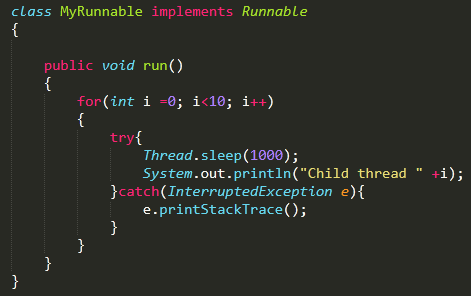 class MyRunnable implements Runnable
{
    public void run()
    {
        for(int i =0; i<10; i++)
        {
            try{
                Thread.sleep(1000);
                System.out.println("Child thread " +i);
            }catch(InterruptedException e){
                e.printStackTrace();
            }
        }
    }
}